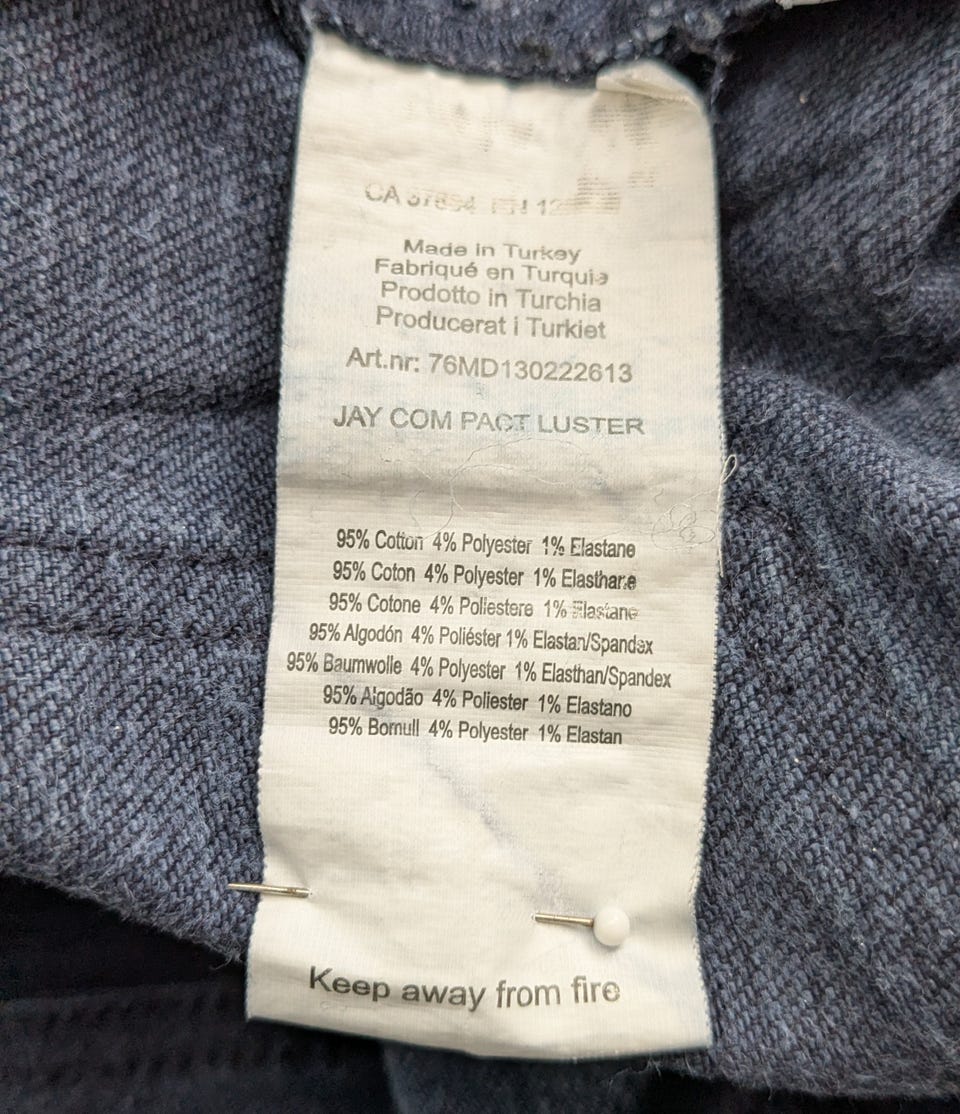 CA
Made in Turkey
Fabriqué en Turquie
Prodotto in Turchia
Producerat i Turkiet
Art.nr: 76MD130222613
JAY COM PACT LUSTER
95% Cotton 4% Polyester 1% Elastane
95% Coton 4% Polyester 1% Elasthane
95% Cotone 4% Poliestere 1% Elastane
95% Algodón 4% Poliéster 1% Elastan/Spandex
95% Baumwolle 4% Polyester 1% Elasthan/Spandex
95% Algodão 4% Poliester 1% Elastano
95% Bomull 4% Polyester 1% Elastan
Keep away from fire